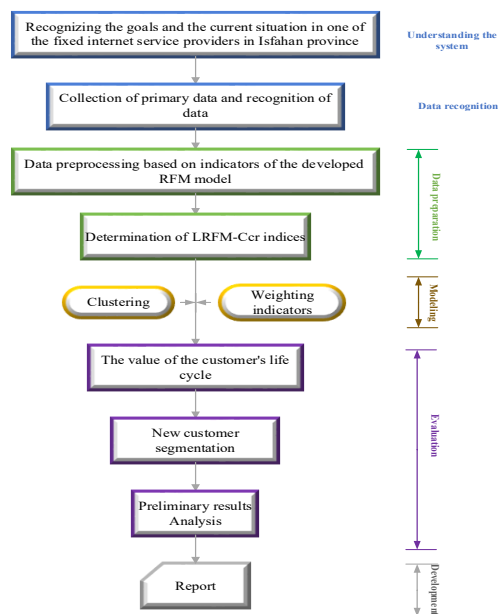 Recognizing the goals and the current situation in one of
the fixed internet service providers in Isfahan province
Understanding the
system
Collection of primary data and recognition of
data
Data recognition
Data preprocessing based on indicators of the developed
RFM model
Determination of LRFM-Ccr indices
Data preparation
Clustering
Weighting
indicators
Modeling
The value of the customer's life
cycle
New customer
segmentation
Preliminary results
Analysis
Evaluation
Report
Development